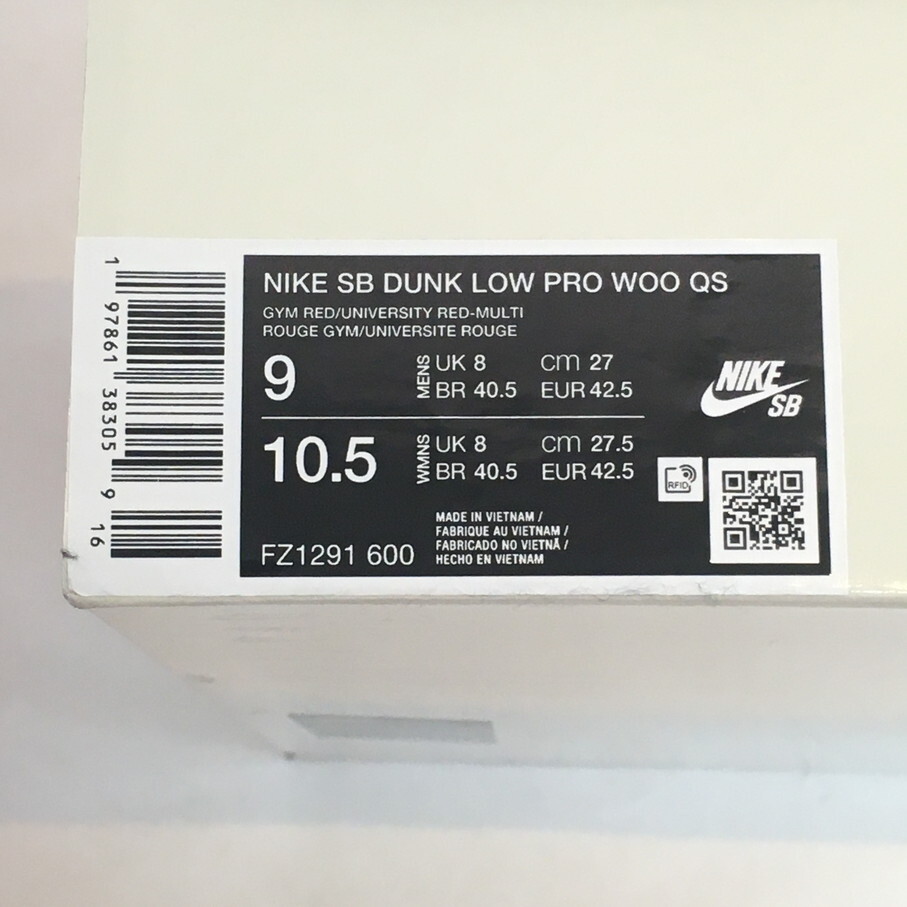 NIKE SB DUNK LOW PRO WOO QS
GYM RED/UNIVERSITY RED-MULTI
ROUGE GYM/UNIVERSITE ROUGE
9 MENS UK 8 cm 27
BR 40.5 EUR 42.5
10.5 WMNS UK 8 cm 27.5
BR 40.5 EUR 42.5
NIKE
SB
RFID
FZ1291 600
MADE IN VIETNAM /
FABRIQUE AU VIETNAM /
FABRICADO NO VIETNÃ /
HECHO EN VIETNAM
1 97861 38305 9 16